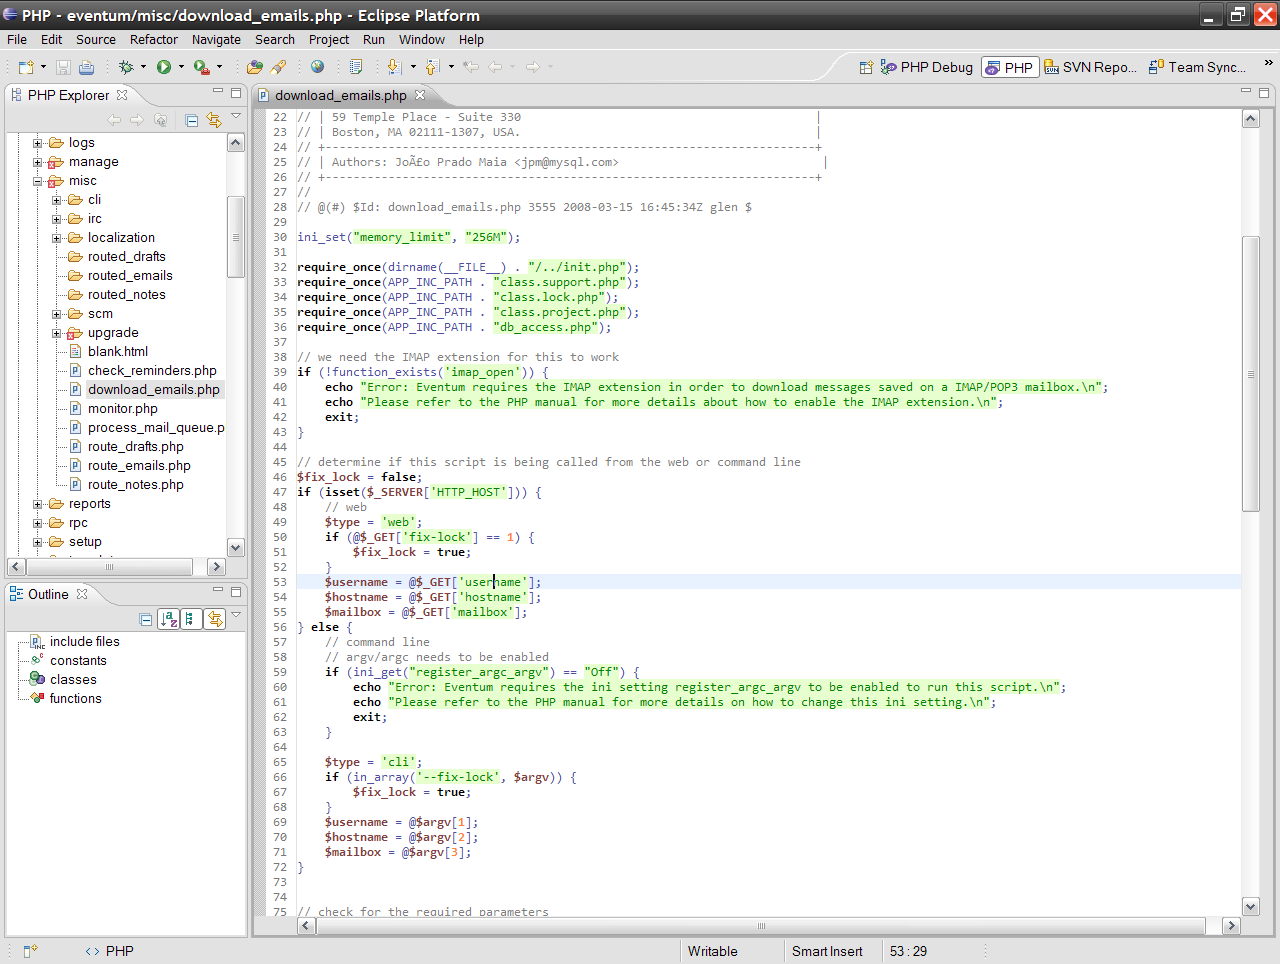 PHP - eventum/misc/download_emails.php - Eclipse Platform
File Edit Source Refactor Navigate Search Project Run Window Help
PHP Debug PHP SVN Repo... Team Sync... »
PHP Explorer
logs
manage
misc
cli
irc
localization
routed_drafts
routed_emails
routed_notes
scm
upgrade
blank.html
check_reminders.php
download_emails.php
monitor.php
process_mail_queue.p
route_drafts.php
route_emails.php
route_notes.php
reports
rpc
setup
Outline
include files
constants
classes
functions
download_emails.php
22 // | 59 Temple Place - Suite 330 |
23 // | Boston, MA 02111-1307, USA. |
24 // +----------------------------------------------------------------------+
25 // | Authors: JoÃ£o Prado Maia <jpm@mysql.com> |
26 // +----------------------------------------------------------------------+
27 //
28 // @(#) $Id: download_emails.php 3555 2008-03-15 16:45:34Z glen $
29
30 ini_set("memory_limit", "256M");
31
32 require_once(dirname(__FILE__) . "/../init.php");
33 require_once(APP_INC_PATH . "class.support.php");
34 require_once(APP_INC_PATH . "class.lock.php");
35 require_once(APP_INC_PATH . "class.project.php");
36 require_once(APP_INC_PATH . "db_access.php");
37
38 // we need the IMAP extension for this to work
39 if (!function_exists('imap_open')) {
40 echo "Error: Eventum requires the IMAP extension in order to download messages saved on a IMAP/POP3 mailbox.\n";
41 echo "Please refer to the PHP manual for more details about how to enable the IMAP extension.\n";
42 exit;
43 }
44
45 // determine if this script is being called from the web or command line
46 $fix_lock = false;
47 if (isset($_SERVER['HTTP_HOST'])) {
48 // web
49 $type = 'web';
50 if (@$_GET['fix-lock'] == 1) {
51 $fix_lock = true;
52 }
53 $username = @$_GET['username'];
54 $hostname = @$_GET['hostname'];
55 $mailbox = @$_GET['mailbox'];
56 } else {
57 // command line
58 // argv/argc needs to be enabled
59 if (ini_get("register_argc_argv") == "Off") {
60 echo "Error: Eventum requires the ini setting register_argc_argv to be enabled to run this script.\n";
61 echo "Please refer to the PHP manual for more details on how to change this ini setting.\n";
62 exit;
63 }
64
65 $type = 'cli';
66 if (in_array('--fix-lock', $argv)) {
67 $fix_lock = true;
68 }
69 $username = @$argv[1];
70 $hostname = @$argv[2];
71 $mailbox = @$argv[3];
72 }
73
74
75 // check for the required parameters
PHP Writable Smart Insert 53 : 29